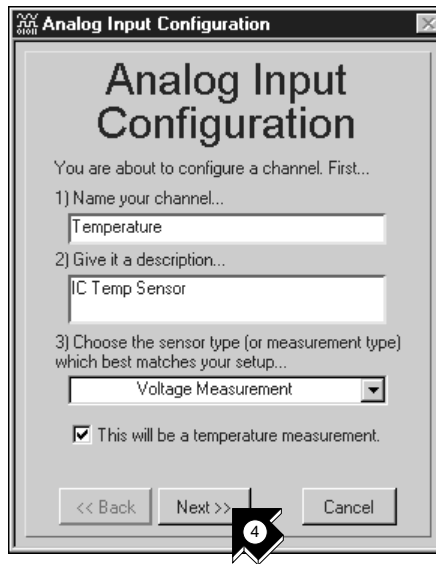 Analog Input Configuration
Analog Input
Configuration
You are about to configure a channel. First...
1) Name your channel...
Temperature
2) Give it a description...
IC Temp Sensor
3) Choose the sensor type (or measurement type)
which best matches your setup...
Voltage Measurement
This will be a temperature measurement.
<< Back
Next >>
Cancel
4